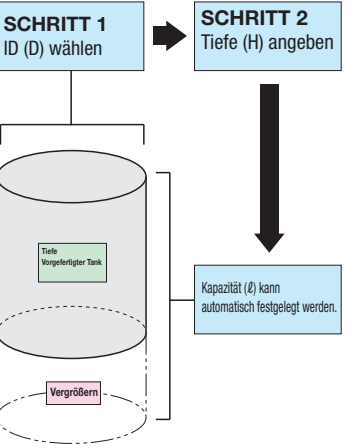 SCHRITT 1
ID (D) wählen
SCHRITT 2
Tiefe (H) angeben
Tiefe
Vorgefertigter Tank
Kapazität (ℓ) kann
automatisch festgelegt werden.
Vergrößern